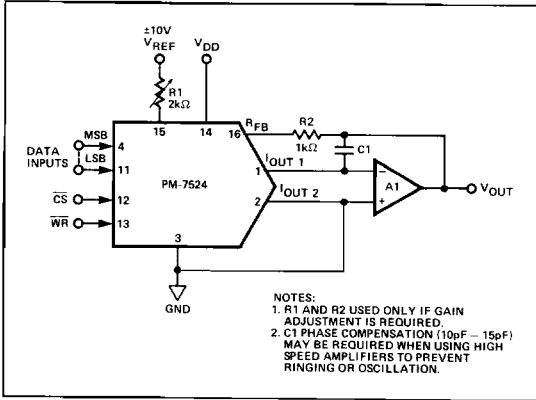 ±10V
VREF
VDD
R1
2kΩ
15
14
16
RFB
R2
1kΩ
C1
MSB
4
DATA
INPUTS
LSB
11
CS
12
WR
13
PM-7524
1
IOUT 1
2
IOUT 2
A1
−
+
VOUT
3
GND
NOTES:
1. R1 AND R2 USED ONLY IF GAIN
ADJUSTMENT IS REQUIRED.
2. C1 PHASE COMPENSATION (10pF – 15pF)
MAY BE REQUIRED WHEN USING HIGH
SPEED AMPLIFIERS TO PREVENT
RINGING OR OSCILLATION.